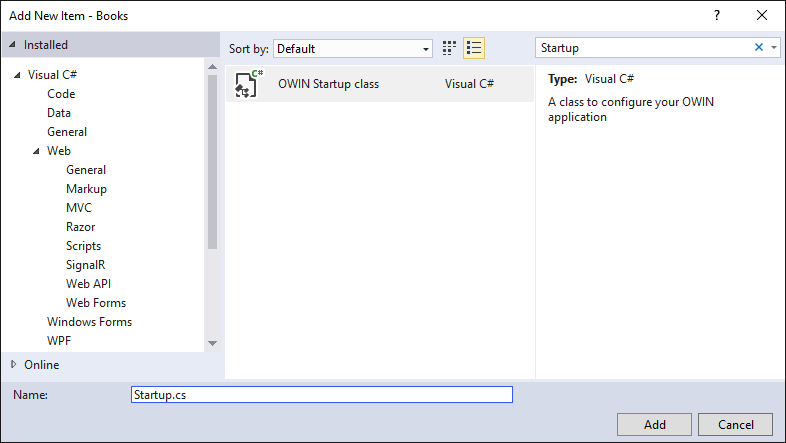 Add New Item - Books
?
Installed
Sort by: Default
Startup
Visual C#
Code
Data
General
Web
General
Markup
MVC
Razor
Scripts
SignalR
Web API
Web Forms
Windows Forms
WPF
Online
C# OWIN Startup class Visual C#
Type: Visual C#
A class to configure your OWIN
application
Name: Startup.cs
Add Cancel